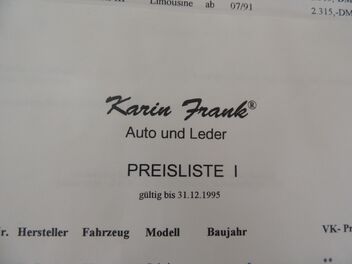 Limousine ab 07/91
2.315,-DM
Karin Frank®
Auto und Leder
PREISLISTE I
gültig bis 31.12.1995
Hersteller Fahrzeug Modell Baujahr VK-
**